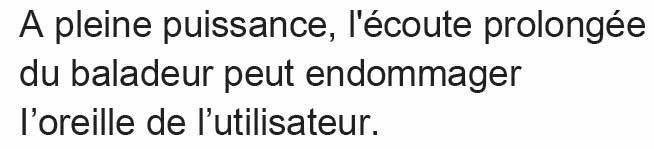 A pleine puissance, l'écoute prolongée
du baladeur peut endommager
l’oreille de l’utilisateur.